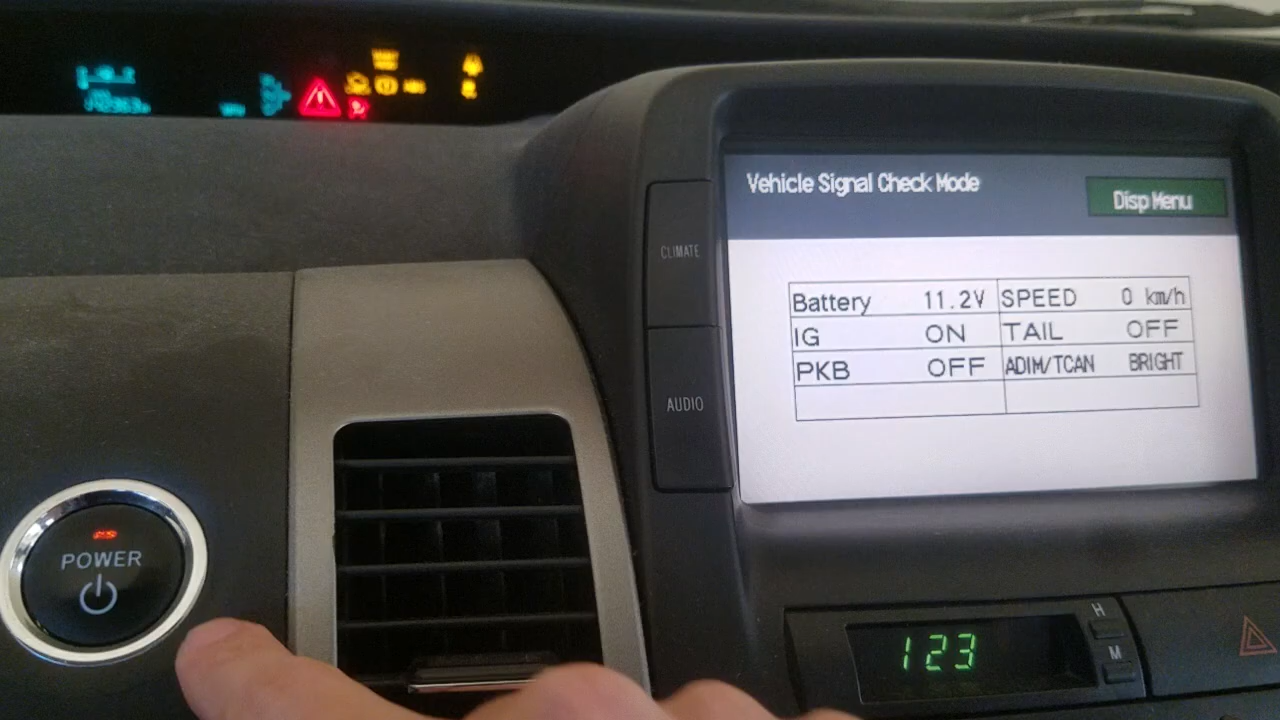 Vehicle Signal Check Mode
Disp Menu
CLIMATE
Battery 11.2V SPEED 0 km/h
IG ON TAIL OFF
PKB OFF ADIM/TCAN BRIGHT
AUDIO
POWER
H
123
M